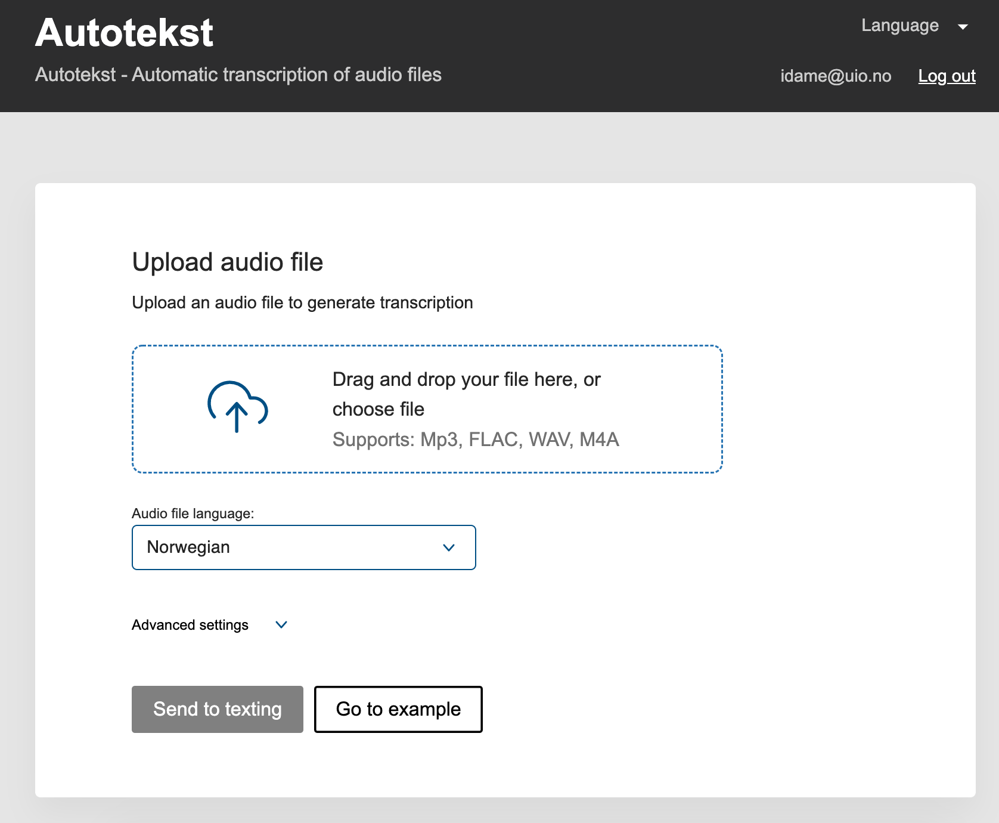 Autotekst
Language
Autotekst - Automatic transcription of audio files
idame@uio.no
Log out
Upload audio file
Upload an audio file to generate transcription
Drag and drop your file here, or
choose file
Supports: Mp3, FLAC, WAV, M4A
Audio file language:
Norwegian
Advanced settings
Send to texting
Go to example